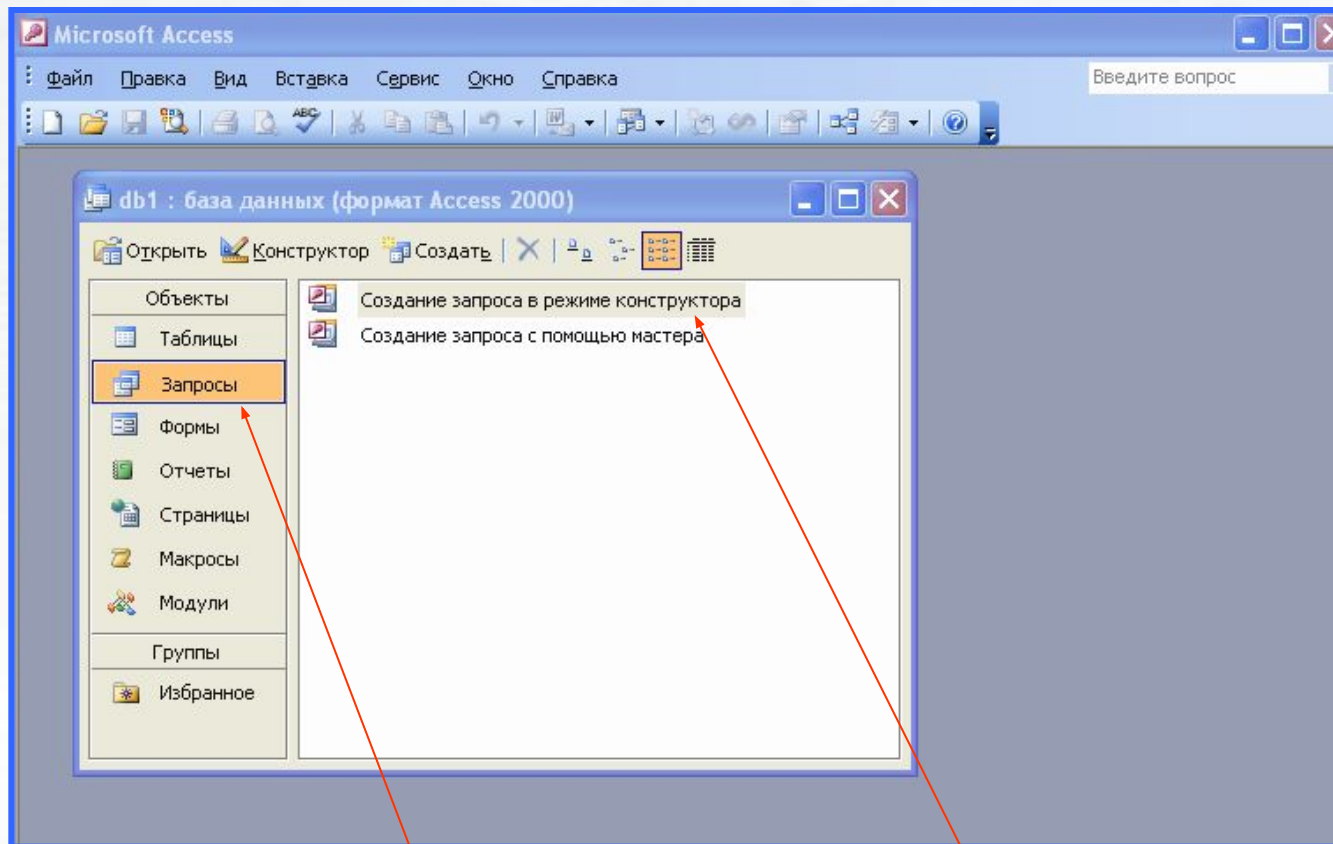 Microsoft Access
Файл Правка Вид Вставка Сервис Окно Справка Введите вопрос
ABC W
db1 : база данных (формат Access 2000)
Открыть Конструктор Создать
Объекты
Таблицы
Запросы
Формы
Отчеты
Страницы
Макросы
Модули
Группы
Избранное
Создание запроса в режиме конструктора
Создание запроса с помощью мастера